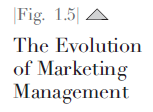 |Fig. 1.5|
The Evolution
of Marketing
Management